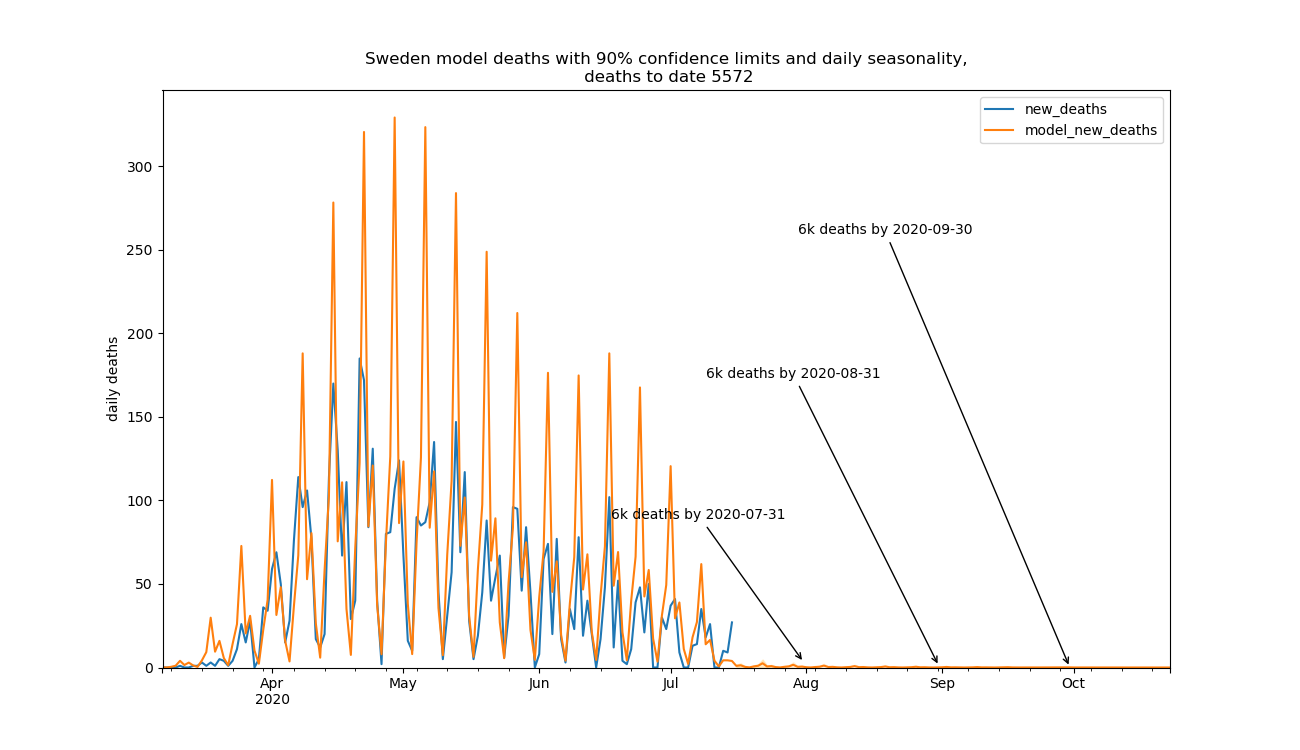 Sweden model deaths with 90% confidence limits and daily seasonality,
deaths to date 5572
new_deaths
model_new_deaths
daily deaths
300
250
200
150
100
50
0
6k deaths by 2020-09-30
6k deaths by 2020-08-31
6k deaths by 2020-07-31
Apr May Jun Jul Aug Sep Oct
2020